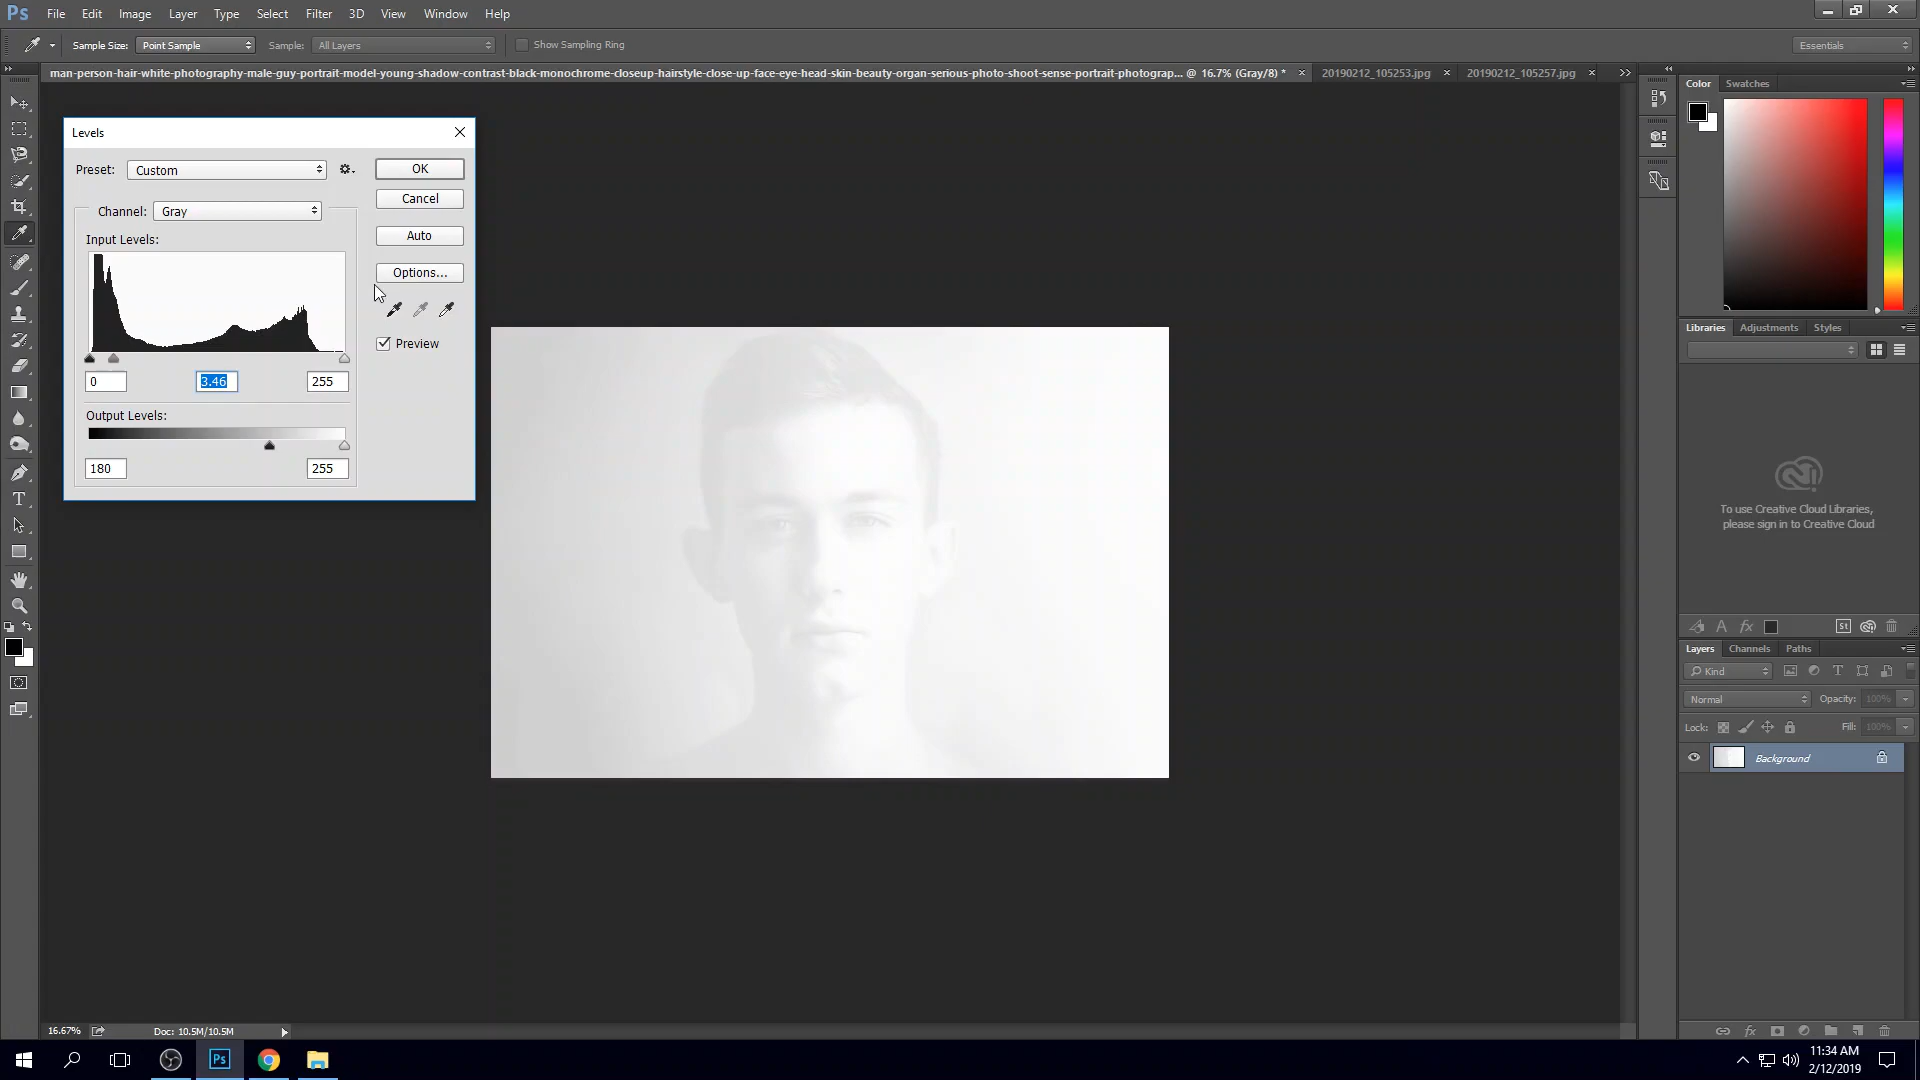 Ps File Edit Image Layer Type Select Filter 3D View Window Help
Sample Size: Point Sample Sample: All Layers Show Sampling Ring Essentials
man-person-hair-white-photography-male-guy-portrait-model-young-shadow-contrast-black-monochrome-closeup-hairstyle-close-up-face-eye-head-skin-beauty-organ-serious-photo-shoot-sense-portrait-photograp... @ 16.7% (Gray/8) * 20190212_105253.jpg 20190212_105257.jpg
Color Swatches
Levels
Preset: Custom OK
Cancel
Channel: Gray
Auto
Input Levels:
Options...
Preview
0 3.46 255
Output Levels:
180 255
Libraries Adjustments Styles
To use Creative Cloud Libraries,
please sign in to Creative Cloud
St
Layers Channels Paths
Kind
Normal Opacity: 100%
Lock: Fill: 100%
Background
16.67% Doc: 10.5M/10.5M
Ps
11:34 AM
2/12/2019